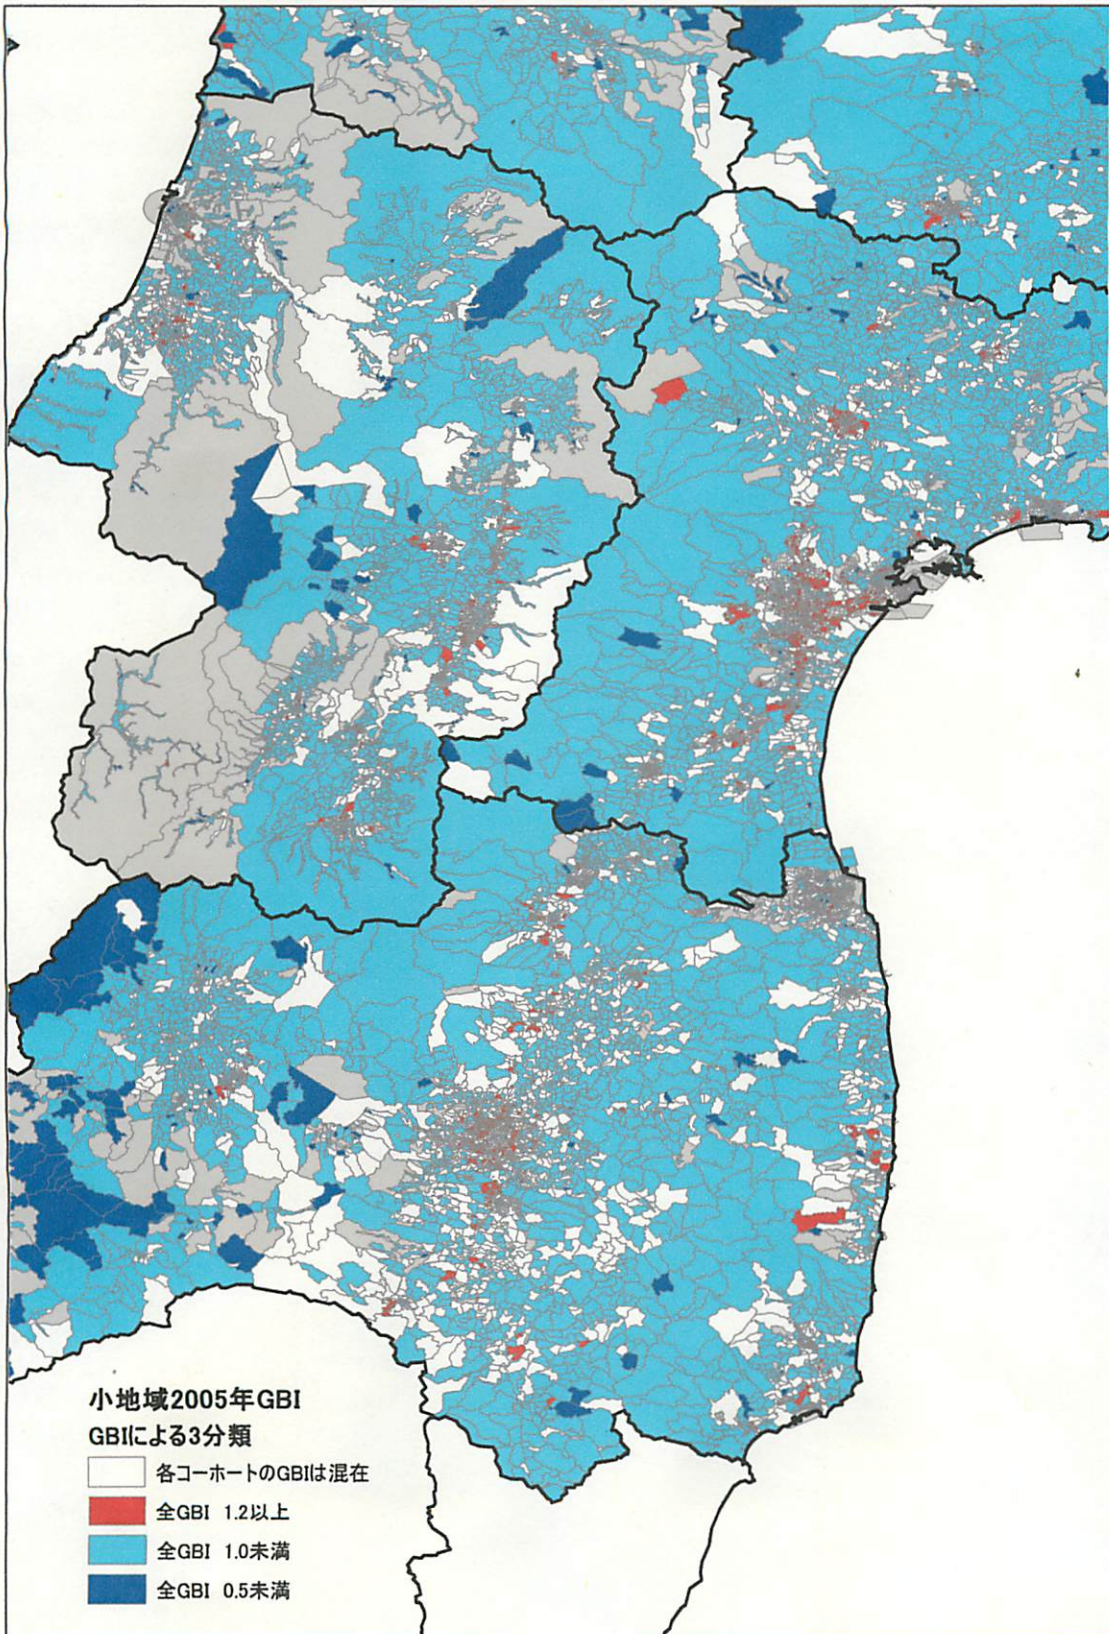 小地域2005年GBI
GBIによる3分類
各コーホートのGBIは混在
全GBI 1.2以上
全GBI 1.0未満
全GBI 0.5未満